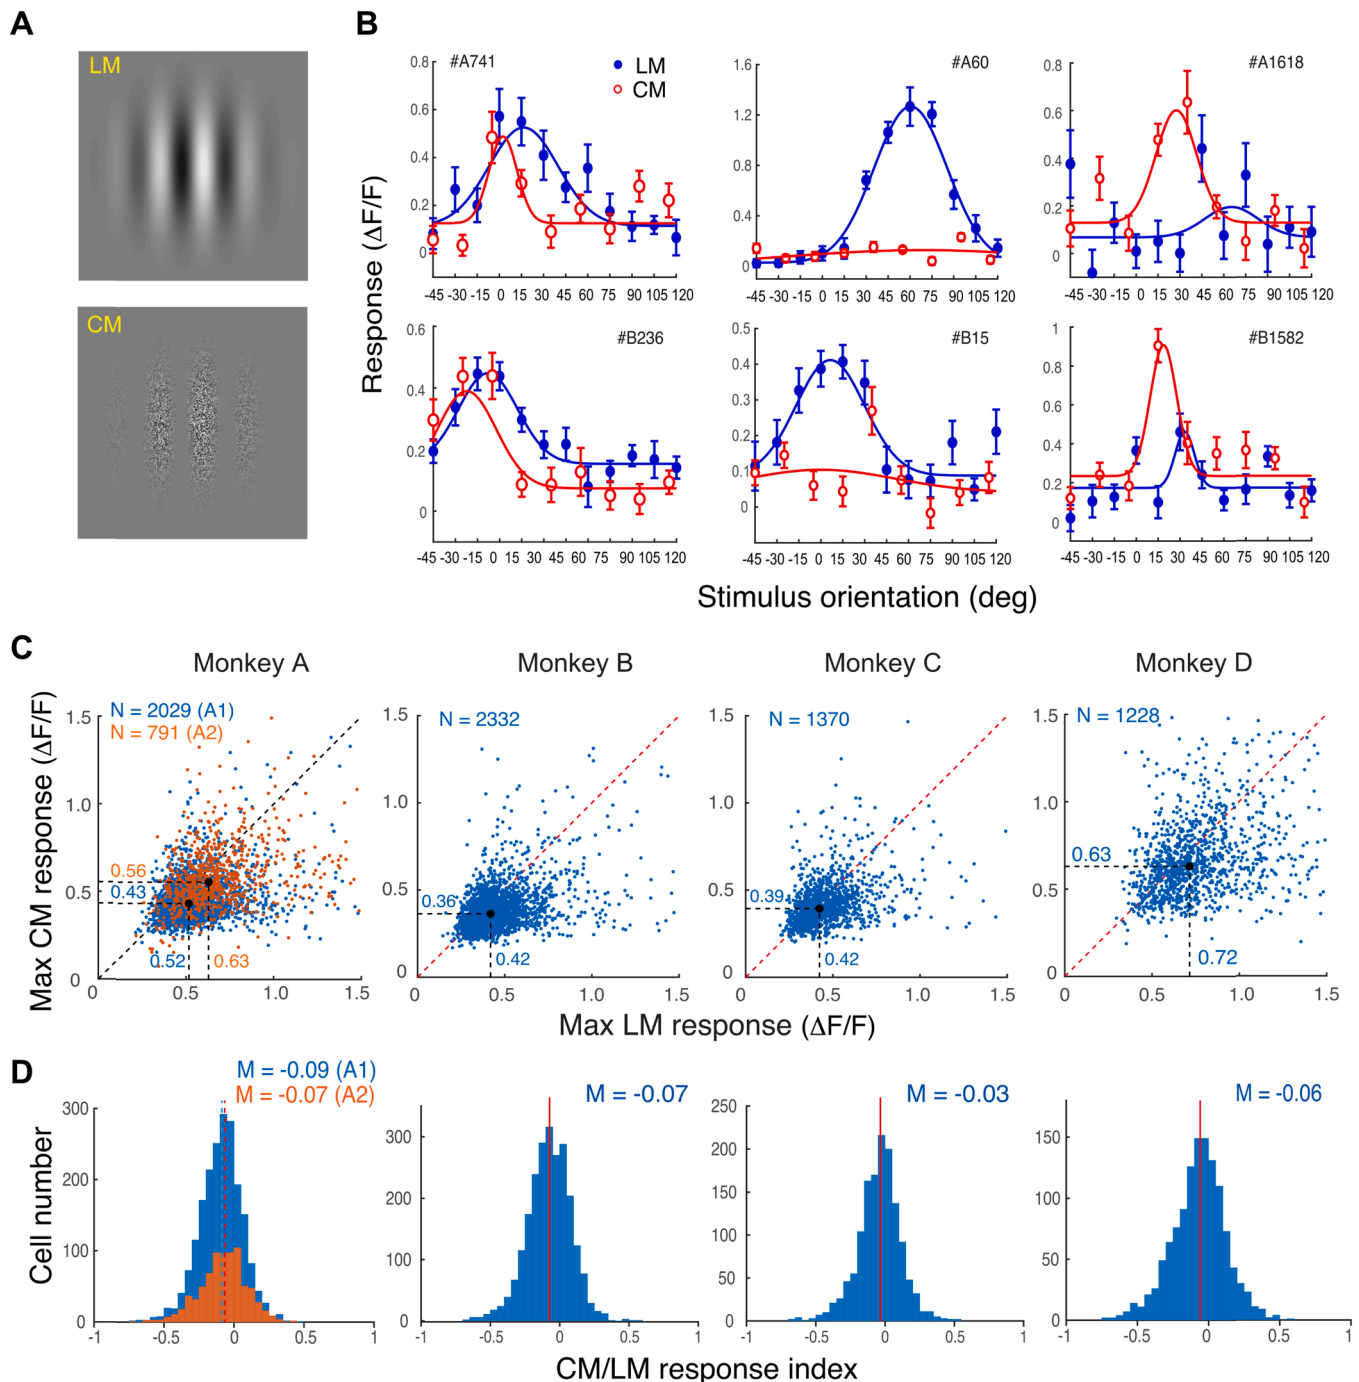 A
LM
CM
B
Response (ΔF/F)
#A741
LM
CM
0.8
0.6
0.4
0.2
0
-45 -30 -15 0 15 30 45 60 75 90 105 120
#A60
1.6
1.2
0.8
0.4
0
-45 -30 -15 0 15 30 45 60 75 90 105 120
#A1618
0.8
0.6
0.4
0.2
0
-45 -30 -15 0 15 30 45 60 75 90 105 120
#B236
0.6
0.4
0.2
0
-45 -30 -15 0 15 30 45 60 75 90 105 120
#B15
0.5
0.4
0.3
0.2
0.1
0
-45 -30 -15 0 15 30 45 60 75 90 105 120
#B1582
1
0.8
0.6
0.4
0.2
0
-45 -30 -15 0 15 30 45 60 75 90 105 120
Stimulus orientation (deg)
C
Max CM response (ΔF/F)
Monkey A
N = 2029 (A1)
N = 791 (A2)
1.5
1.0
0.56
0.5
0.43
0
0.52
0.63
0 0.5 1.0 1.5
Monkey B
N = 2332
1.5
1.0
0.5
0.36
0
0.42
0 0.5 1.0 1.5
Monkey C
N = 1370
1.5
1.0
0.5
0.39
0
0.42
0 0.5 1.0 1.5
Monkey D
N = 1228
1.5
1.0
0.63
0.5
0
0.72
0 0.5 1.0 1.5
Max LM response (ΔF/F)
D
Cell number
M = -0.09 (A1)
M = -0.07 (A2)
300
200
100
0
-1 -0.5 0 0.5 1
M = -0.07
300
200
100
0
-1 -0.5 0 0.5 1
M = -0.03
250
200
150
100
50
0
-1 -0.5 0 0.5 1
M = -0.06
150
100
50
0
-1 -0.5 0 0.5 1
CM/LM response index